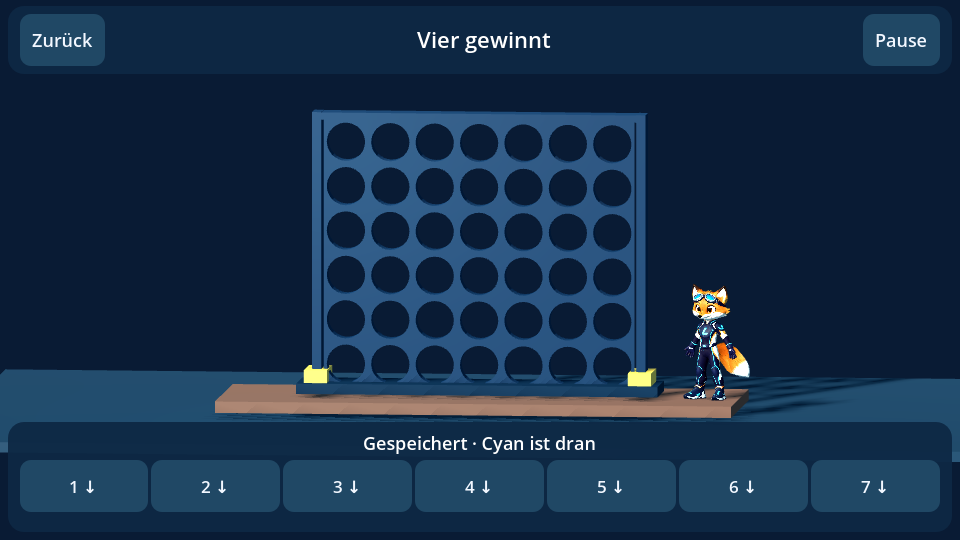 Zurück
Vier gewinnt
Pause
Gespeichert · Cyan ist dran
1 ↓
2 ↓
3 ↓
4 ↓
5 ↓
6 ↓
7 ↓